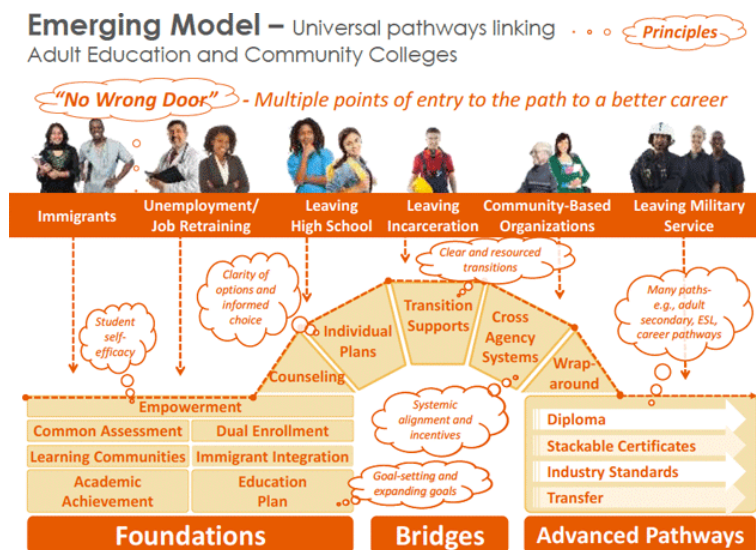 Emerging Model – Universal pathways linking
Adult Education and Community Colleges
Principles
"No Wrong Door" - Multiple points of entry to the path to a better career
Immigrants
Unemployment/
Job Retraining
Leaving
High School
Leaving
Incarceration
Community-Based
Organizations
Leaving Military
Service
Student
self-
efficacy
Clarity of
options and
informed
choice
Clear and resourced
transitions
Many paths-
e.g., adult
secondary, ESL,
career pathways
Counseling
Individual
Plans
Transition
Supports
Cross
Agency
Systems
Wrap-
around
Empowerment
Common Assessment
Dual Enrollment
Learning Communities
Immigrant Integration
Academic
Achievement
Education
Plan
Systemic
alignment and
incentives
Goal-setting and
expanding goals
Diploma
Stackable Certificates
Industry Standards
Transfer
Foundations
Bridges
Advanced Pathways